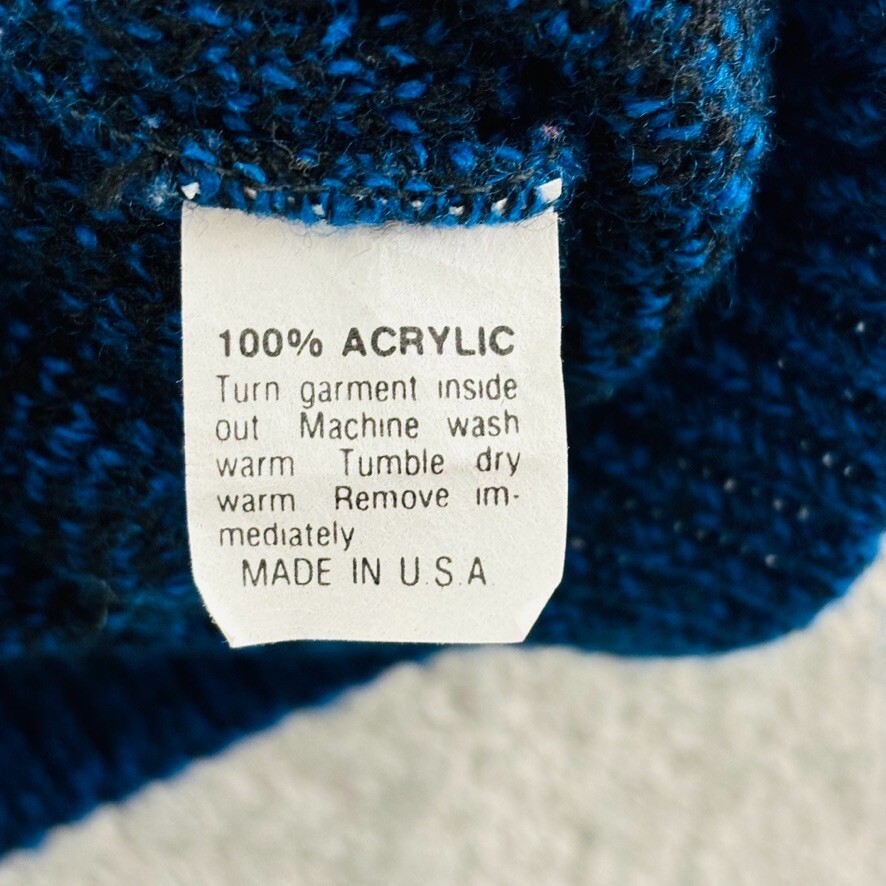 100% ACRYLIC
Turn garment inside
out Machine wash
warm Tumble dry
warm Remove im-
mediately
MADE IN U.S.A.